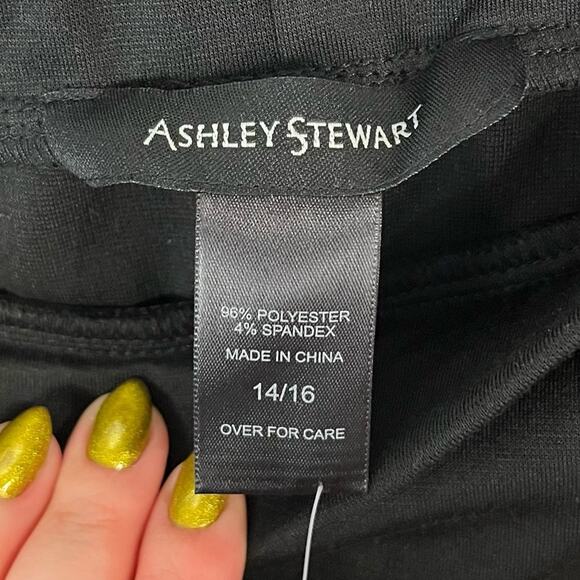 ASHLEY STEWART
96% POLYESTER
4% SPANDEX
MADE IN CHINA
14/16
OVER FOR CARE